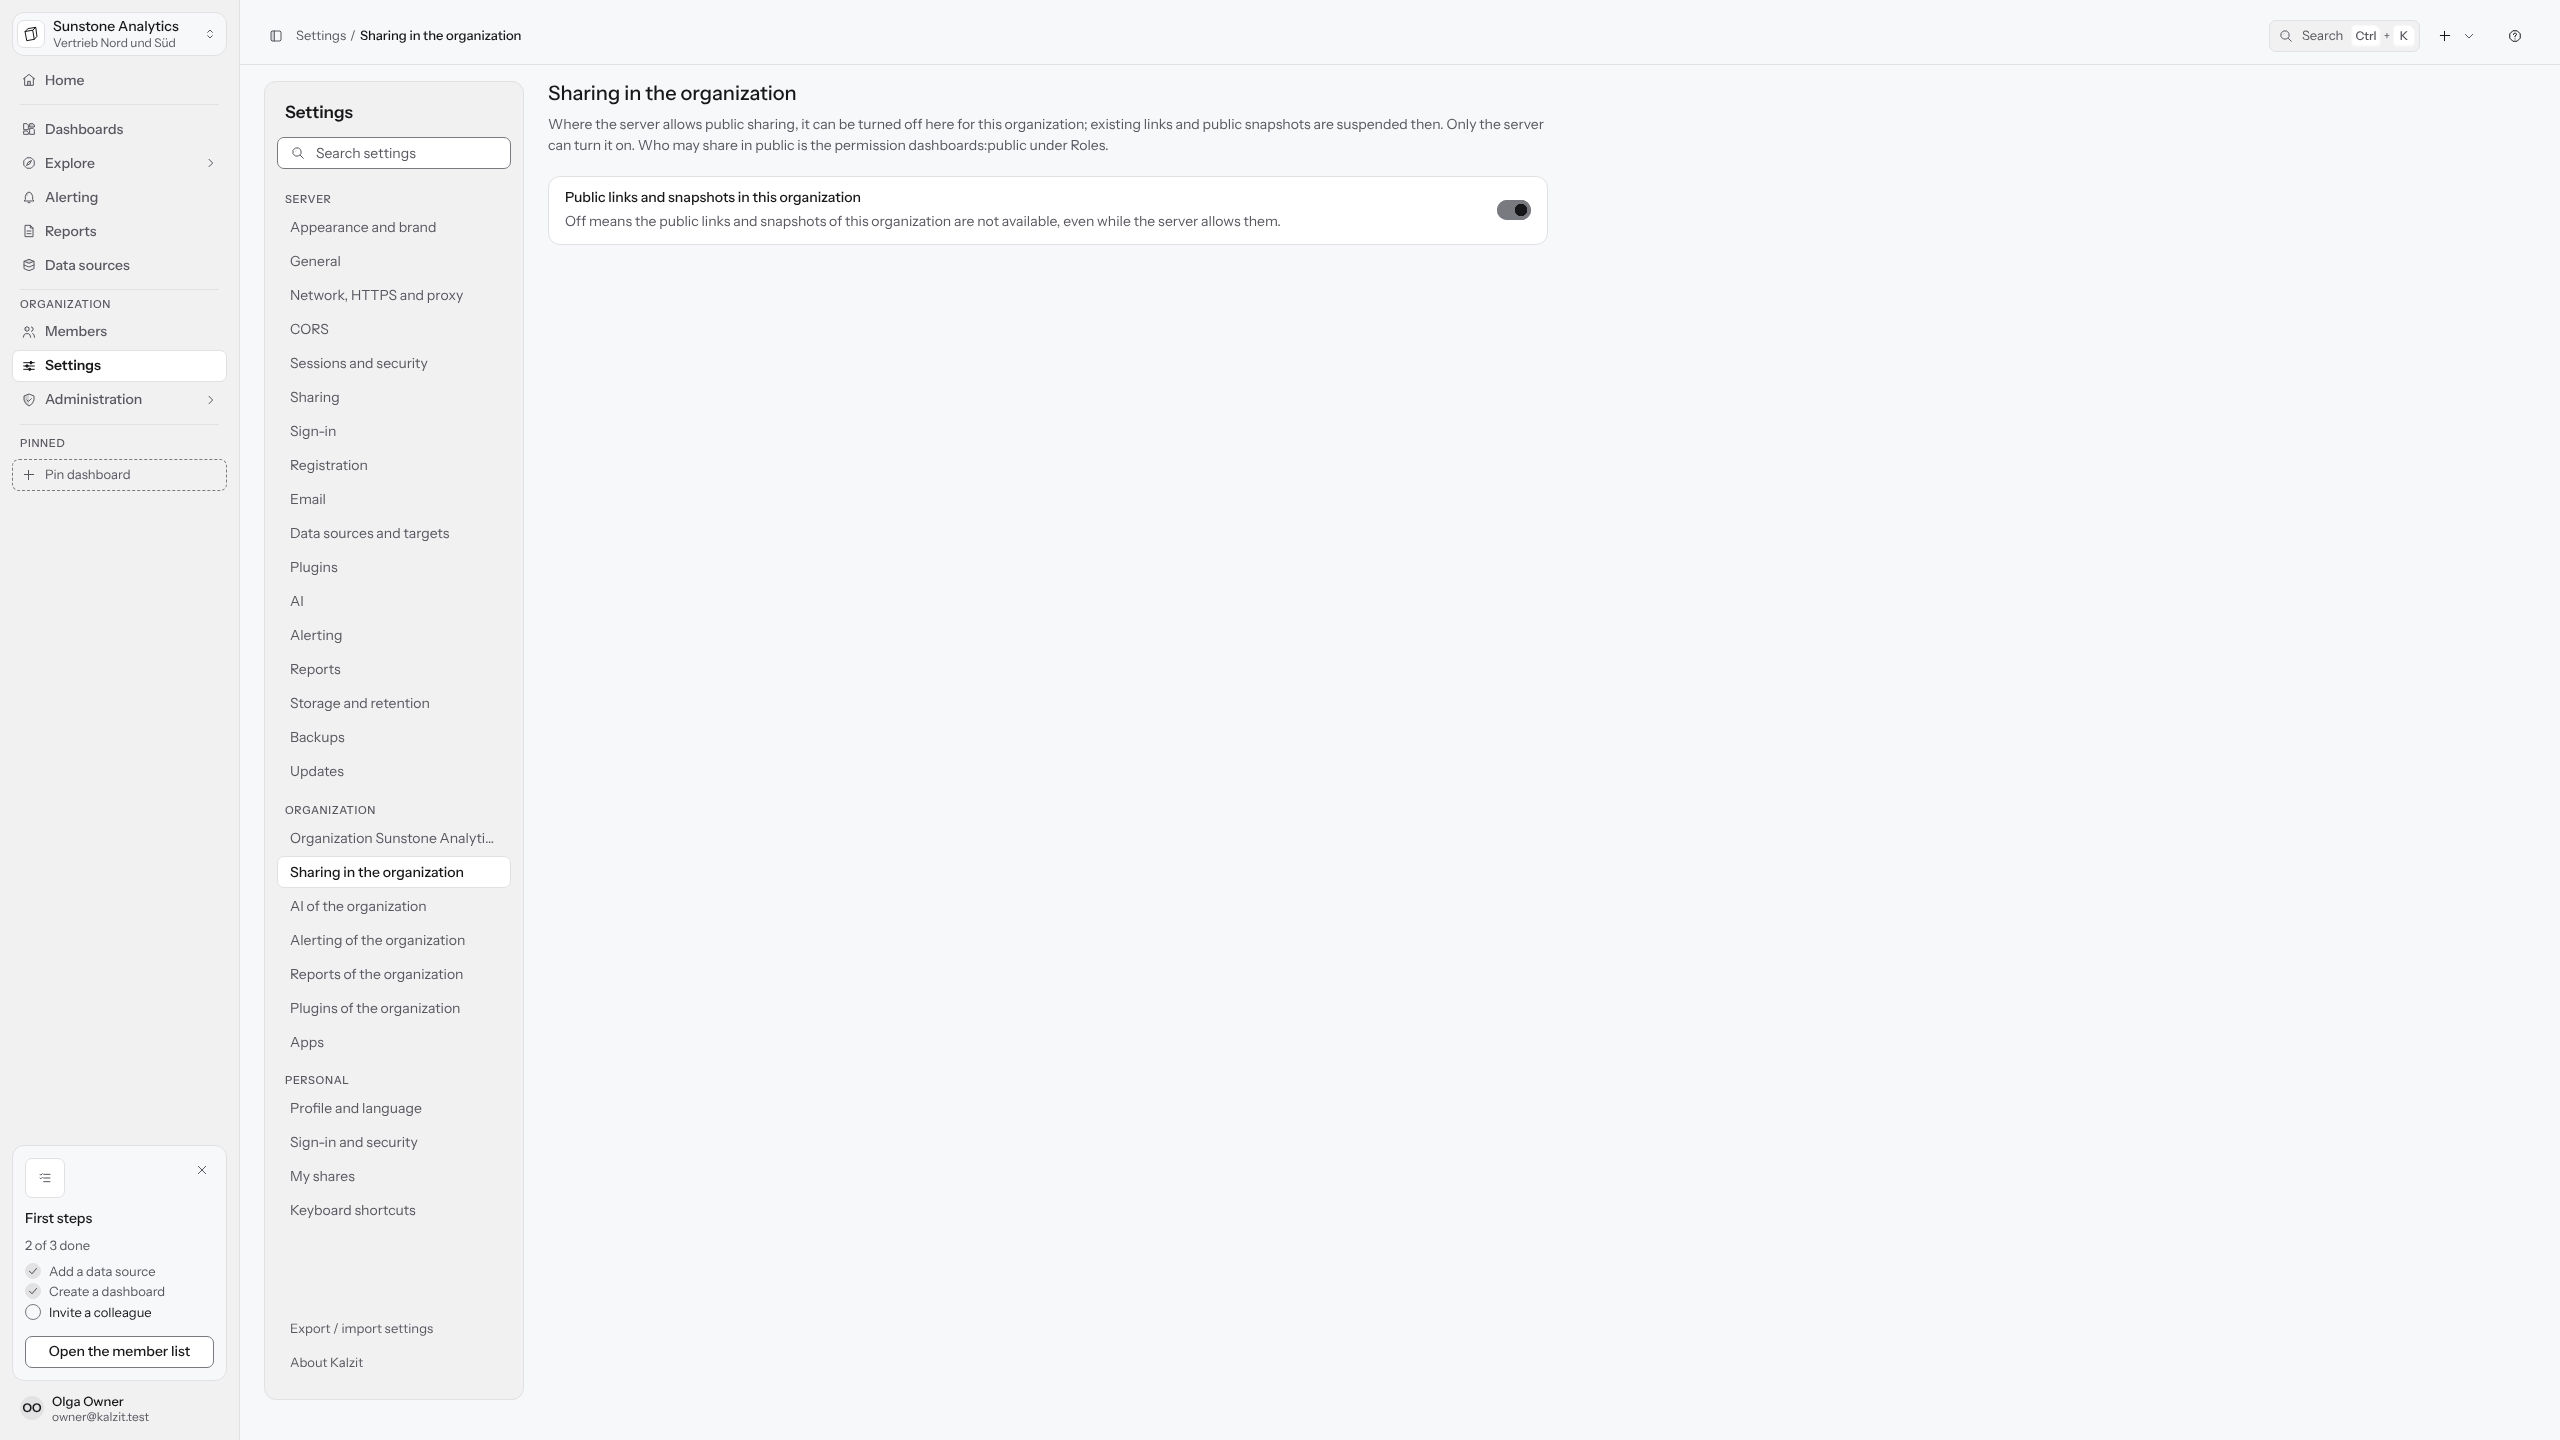 Sunstone Analytics
Vertrieb Nord und Süd
Home
Dashboards
Explore
Alerting
Reports
Data sources
ORGANIZATION
Members
Settings
Administration
PINNED
Pin dashboard
First steps
2 of 3 done
Add a data source
Create a dashboard
Invite a colleague
Open the member list
OO
Olga Owner
owner@kalzit.test
Settings / Sharing in the organization
Search Ctrl + K
Settings
Search settings
SERVER
Appearance and brand
General
Network, HTTPS and proxy
CORS
Sessions and security
Sharing
Sign-in
Registration
Email
Data sources and targets
Plugins
AI
Alerting
Reports
Storage and retention
Backups
Updates
ORGANIZATION
Organization Sunstone Analyti...
Sharing in the organization
AI of the organization
Alerting of the organization
Reports of the organization
Plugins of the organization
Apps
PERSONAL
Profile and language
Sign-in and security
My shares
Keyboard shortcuts
Export / import settings
About Kalzit
Sharing in the organization
Where the server allows public sharing, it can be turned off here for this organization; existing links and public snapshots are suspended then. Only the server
can turn it on. Who may share in public is the permission dashboards:public under Roles.
Public links and snapshots in this organization
Off means the public links and snapshots of this organization are not available, even while the server allows them.